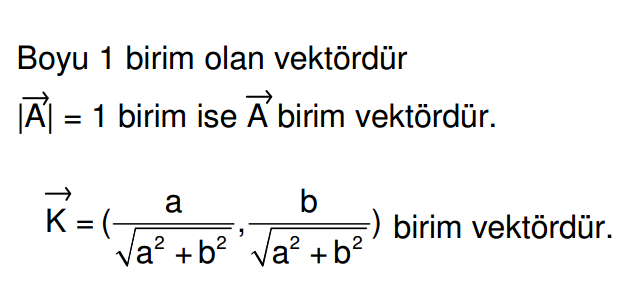 Boyu 1 birim olan vektördür
|A⃗| = 1 birim ise A⃗ birim vektördür.
K⃗ = (a/√(a² + b²), b/√(a² + b²)) birim vektördür.